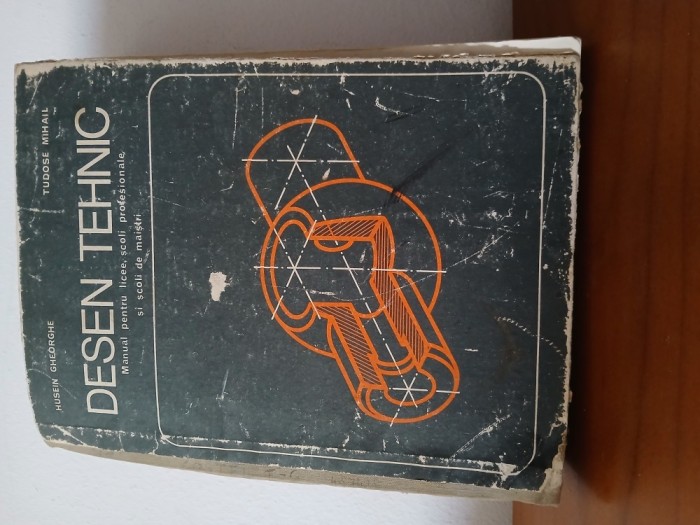 HUSEIN GHEORGHE TUDOSE MIHAIL
DESEN TEHNIC
Manual pentru licee, școli profesionale
și școli de maiștri